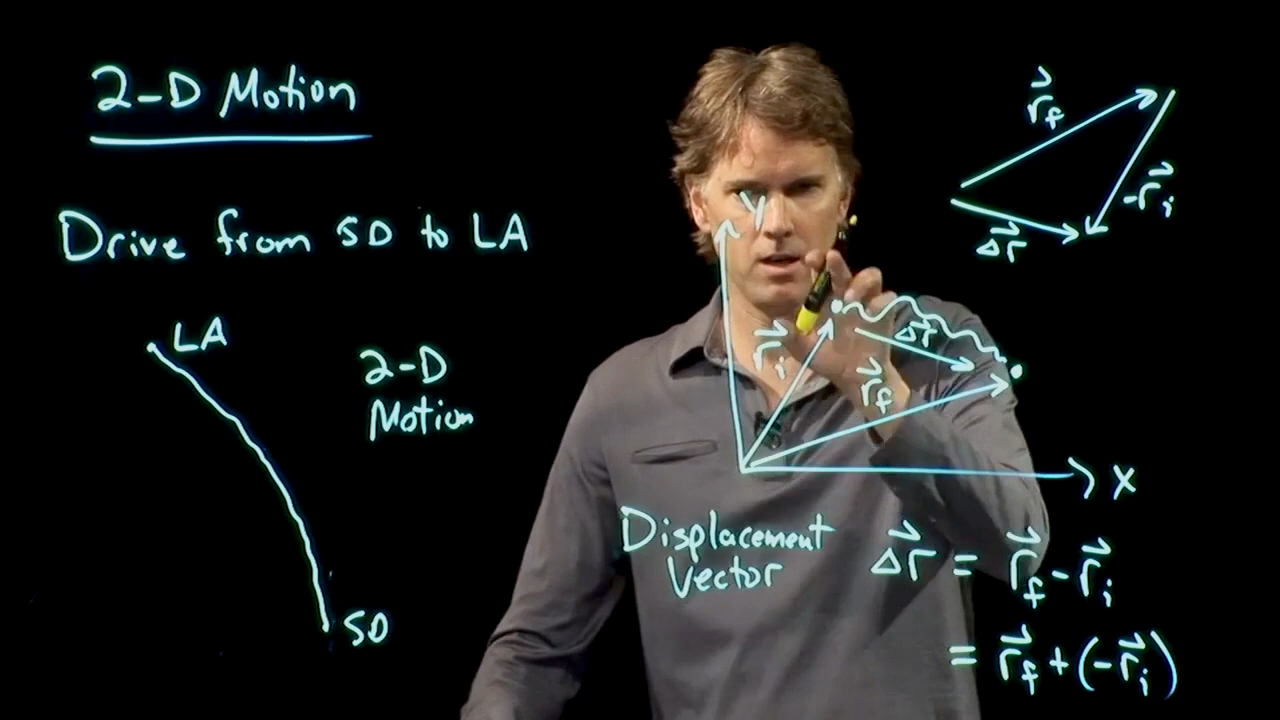 2-D Motion
Drive from SD to LA
LA
2-D
Motion
SD
y
r⃗i
Δr⃗
r⃗f
x
r⃗f
-r⃗i
Δr⃗
Displacement
Vector
Δr⃗ = r⃗f - r⃗i
= r⃗f + (-r⃗i)